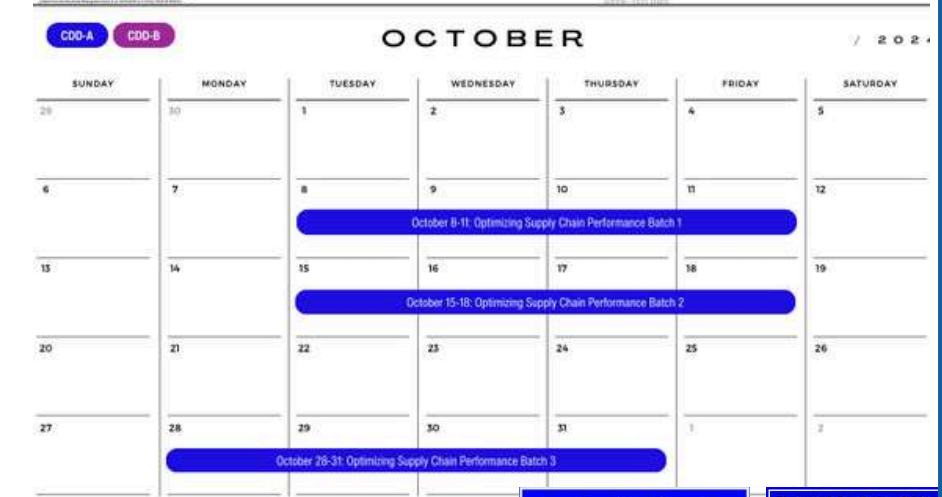 CDD-A CDD-B OCTOBER / 202
SUNDAY MONDAY TUESDAY WEDNESDAY THURSDAY FRIDAY SATURDAY
29 30 1 2 3 4 5
6 7 8 9 10 11 12
October 8-11: Optimizing Supply Chain Performance Batch 1
13 14 15 16 17 18 19
October 15-18: Optimizing Supply Chain Performance Batch 2
20 21 22 23 24 25 26
27 28 29 30 31 1 2
October 28-31: Optimizing Supply Chain Performance Batch 3